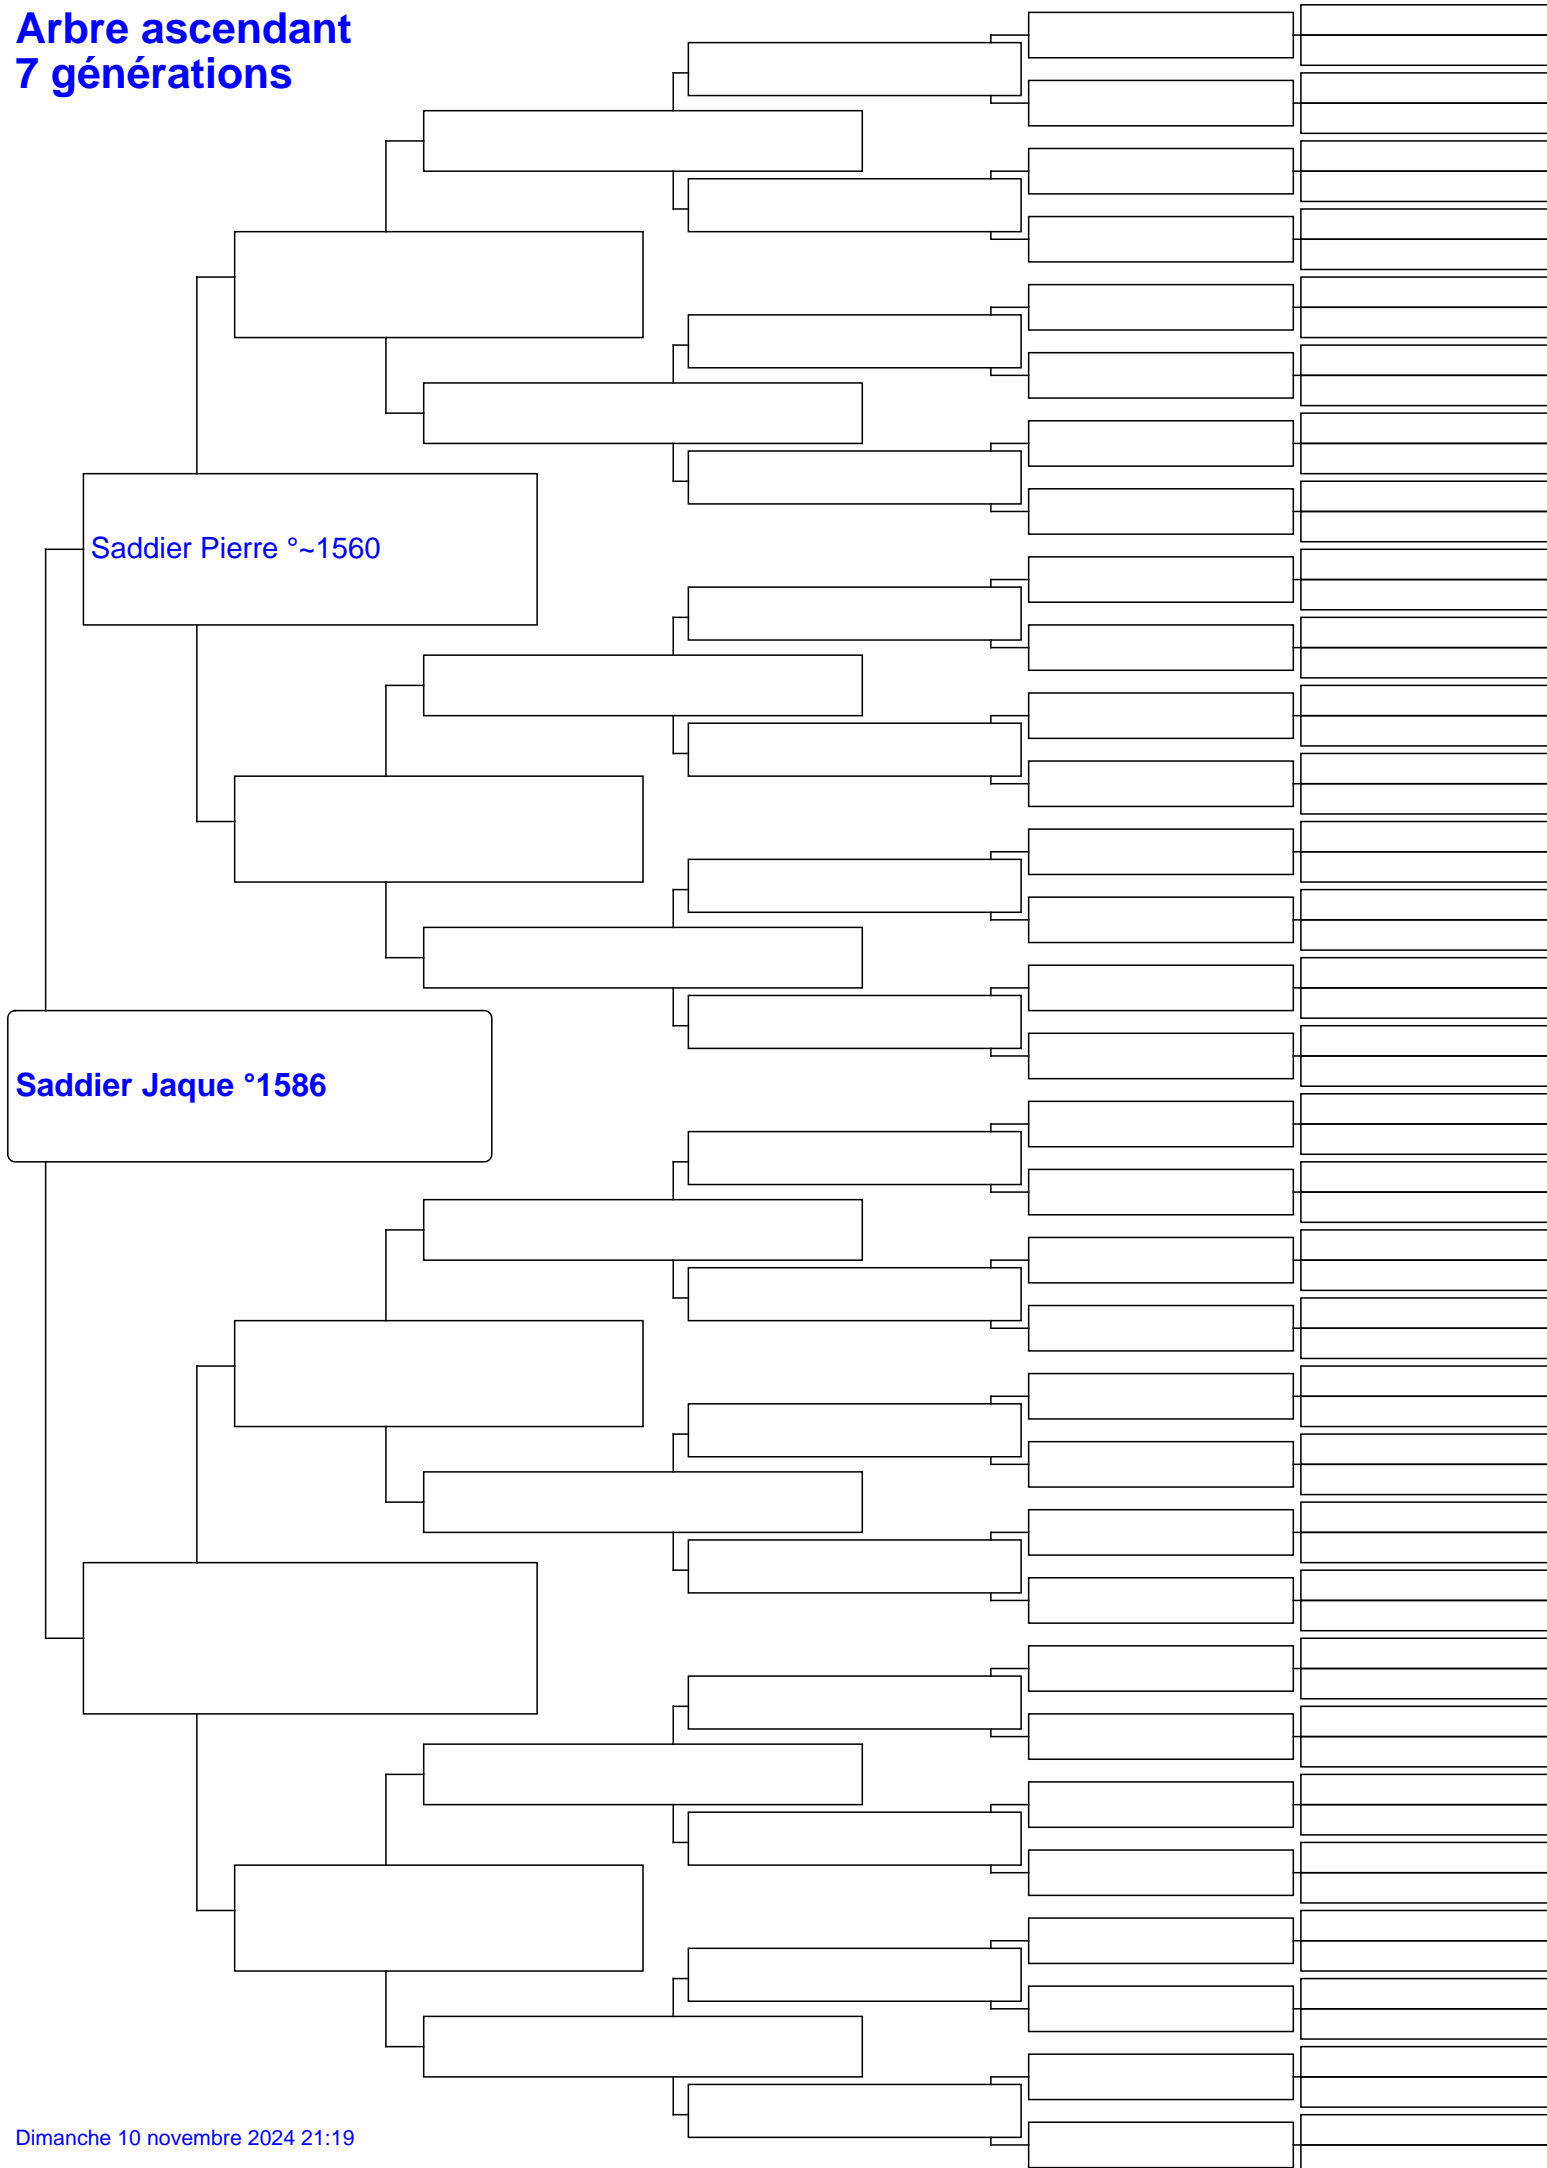 Arbre ascendant
7 générations
Saddier Pierre °~1560
Saddier Jaque °1586
Dimanche 10 novembre 2024 21:19